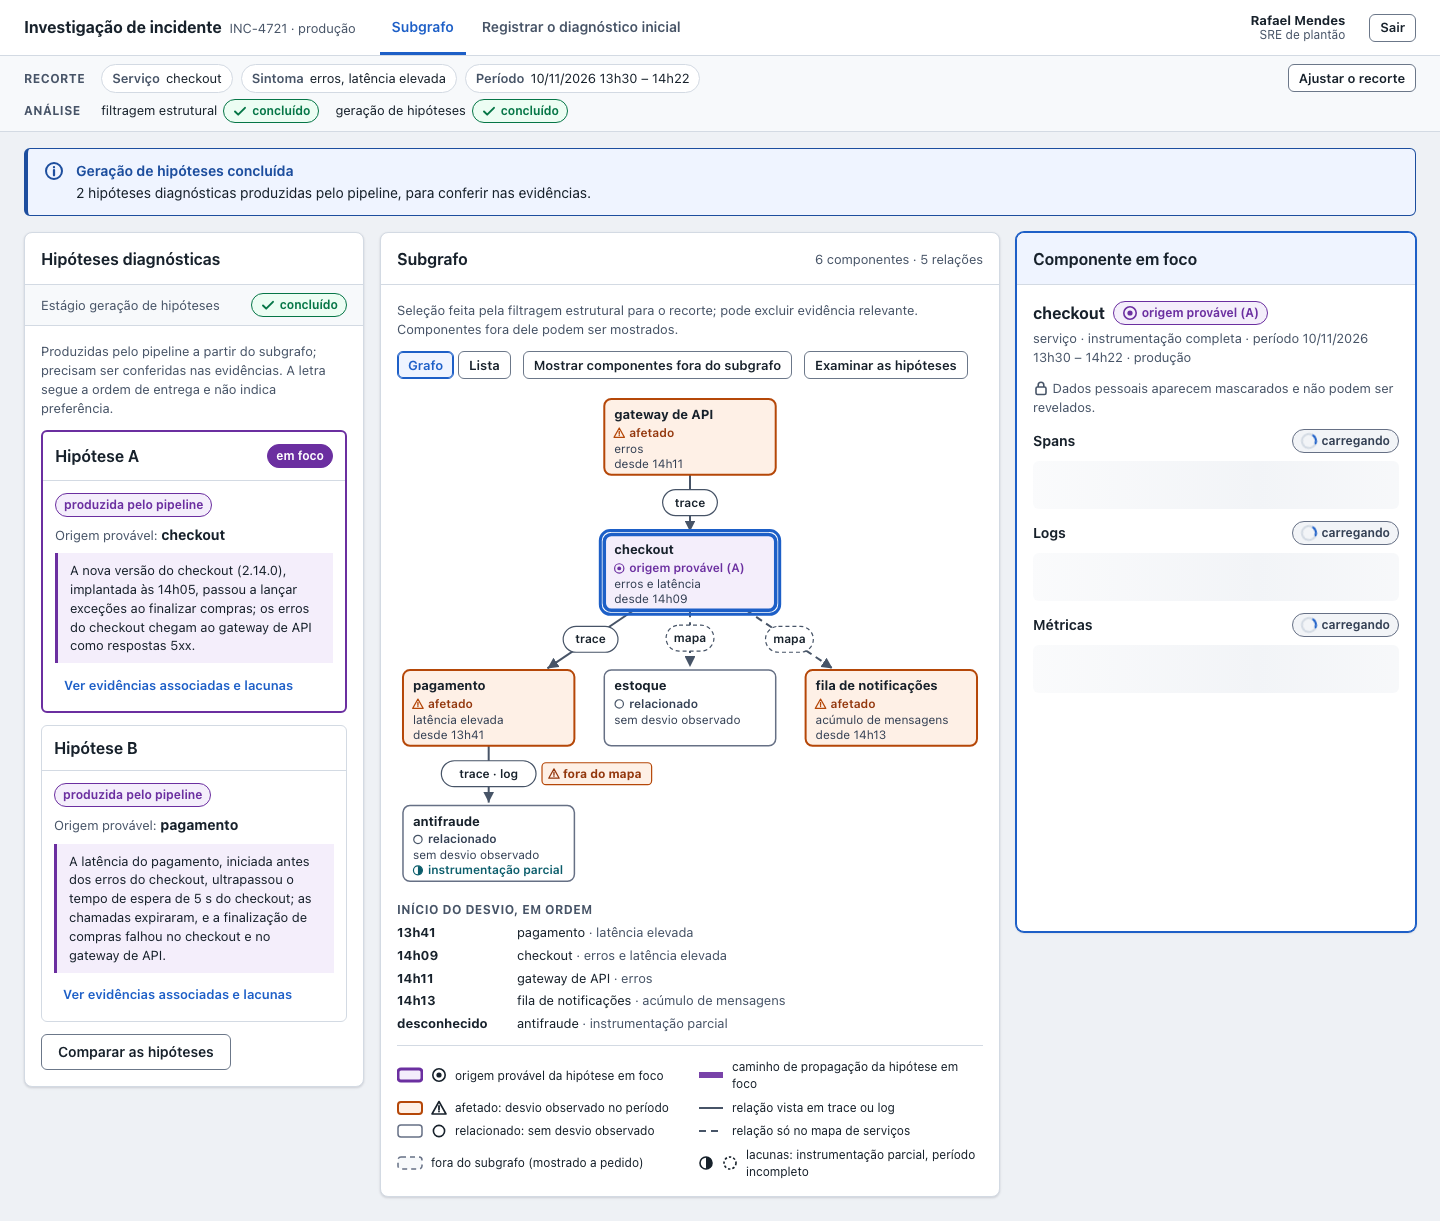 Investigação de incidente INC-4721 · produção
Subgrafo
Registrar o diagnóstico inicial
Rafael Mendes
SRE de plantão
Sair
RECORTE
Serviço checkout
Sintoma erros, latência elevada
Período 10/11/2026 13h30 – 14h22
Ajustar o recorte
ANÁLISE
filtragem estrutural concluído
geração de hipóteses concluído
Geração de hipóteses concluída
2 hipóteses diagnósticas produzidas pelo pipeline, para conferir nas evidências.
Hipóteses diagnósticas
Estágio geração de hipóteses concluído
Produzidas pelo pipeline a partir do subgrafo;
precisam ser conferidas nas evidências. A letra
segue a ordem de entrega e não indica
preferência.
Hipótese A
em foco
produzida pelo pipeline
Origem provável: checkout
A nova versão do checkout (2.14.0),
implantada às 14h05, passou a lançar
exceções ao finalizar compras; os erros
do checkout chegam ao gateway de API
como respostas 5xx.
Ver evidências associadas e lacunas
Hipótese B
produzida pelo pipeline
Origem provável: pagamento
A latência do pagamento, iniciada antes
dos erros do checkout, ultrapassou o
tempo de espera de 5 s do checkout; as
chamadas expiraram, e a finalização de
compras falhou no checkout e no
gateway de API.
Ver evidências associadas e lacunas
Comparar as hipóteses
Subgrafo
6 componentes · 5 relações
Seleção feita pela filtragem estrutural para o recorte; pode excluir evidência relevante.
Componentes fora dele podem ser mostrados.
Grafo
Lista
Mostrar componentes fora do subgrafo
Examinar as hipóteses
gateway de API
afetado
erros
desde 14h11
trace
checkout
origem provável (A)
erros e latência
desde 14h09
trace
mapa
mapa
pagamento
afetado
latência elevada
desde 13h41
estoque
relacionado
sem desvio observado
fila de notificações
afetado
acúmulo de mensagens
desde 14h13
trace · log
fora do mapa
antifraude
relacionado
sem desvio observado
instrumentação parcial
INÍCIO DO DESVIO, EM ORDEM
13h41 pagamento · latência elevada
14h09 checkout · erros e latência elevada
14h11 gateway de API · erros
14h13 fila de notificações · acúmulo de mensagens
desconhecido antifraude · instrumentação parcial
origem provável da hipótese em foco
caminho de propagação da hipótese em
foco
afetado: desvio observado no período
relação vista em trace ou log
relacionado: sem desvio observado
relação só no mapa de serviços
fora do subgrafo (mostrado a pedido)
lacunas: instrumentação parcial, período
incompleto
Componente em foco
checkout origem provável (A)
serviço · instrumentação completa · período 10/11/2026
13h30 – 14h22 · produção
Dados pessoais aparecem mascarados e não podem ser
revelados.
Spans carregando
Logs carregando
Métricas carregando